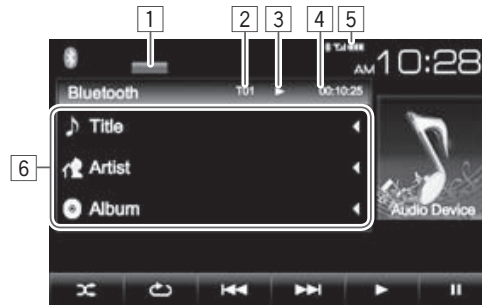 1 2 3 4 5
AM 10:28
Bluetooth T01 00:10:25
6
Title
Artist
Album
Audio Device